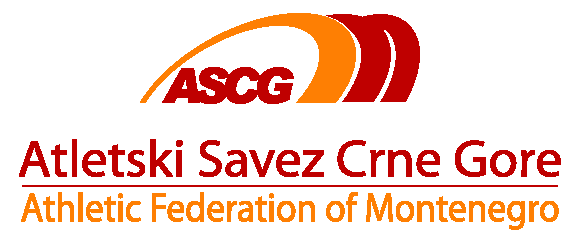 ASCG
Atletski Savez Crne Gore
Athletic Federation of Montenegro